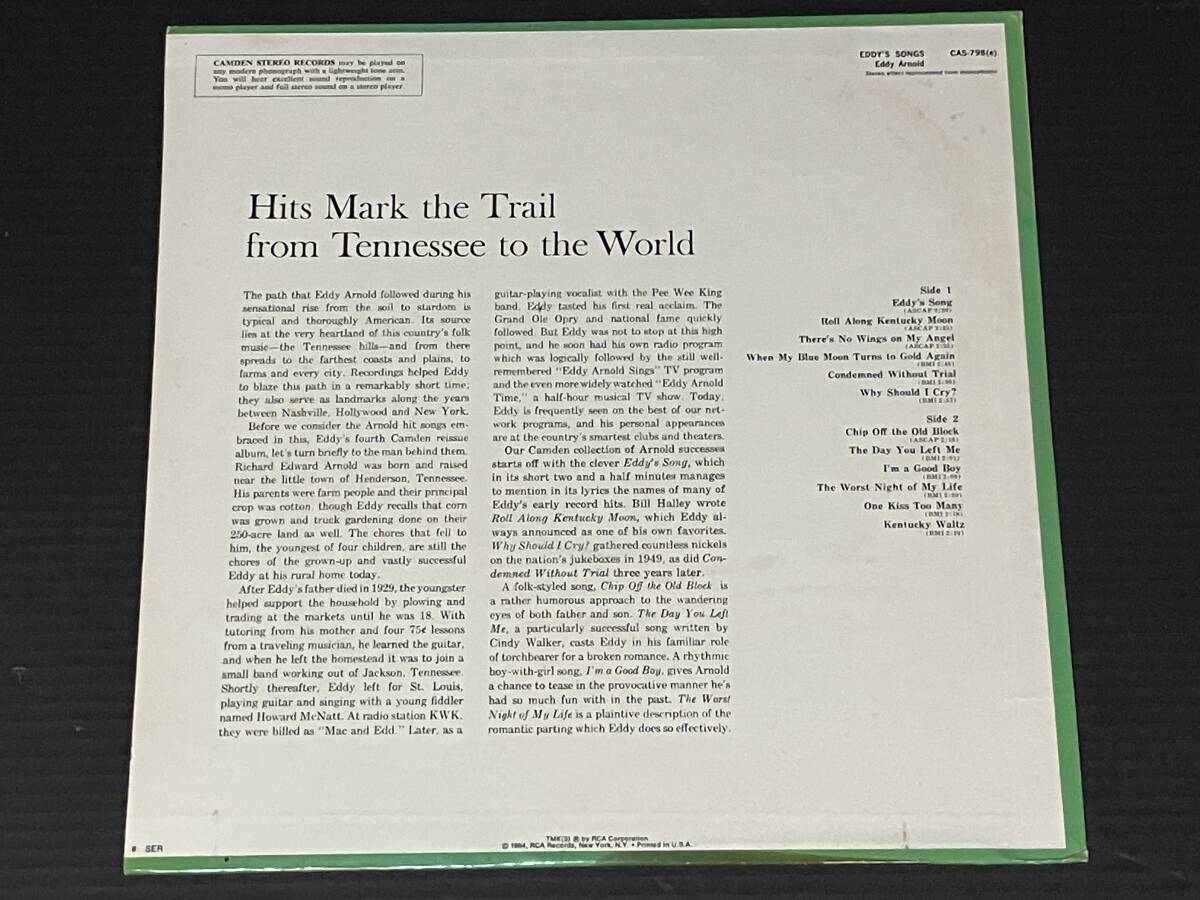 CAMDEN STEREO RECORDS may be played on
any modern phonograph with a lightweight tone arm.
You will hear excellent sound reproduction on a
mono player and full stereo sound on a stereo player.
EDDY'S SONGS CAS-798(e)
Eddy Arnold
Stereo effect reprocessed from monophonic
Hits Mark the Trail
from Tennessee to the World
The path that Eddy Arnold followed during his
sensational rise from the soil to stardom is
typical and thoroughly American. Its source
lies at the very heartland of this country's folk
music—the Tennessee hills—and from there
spreads to the farthest coasts and plains, to
farms and every city. Recordings helped Eddy
to blaze this path in a remarkably short time;
they also serve as landmarks along the years
between Nashville, Hollywood and New York.
Before we consider the Arnold hit songs em-
braced in this, Eddy's fourth Camden reissue
album, let's turn briefly to the man behind them.
Richard Edward Arnold was born and raised
near the little town of Henderson, Tennessee.
His parents were farm people and their principal
crop was cotton, though Eddy recalls that corn
was grown and truck gardening done on their
250-acre land as well. The chores that fell to
him, the youngest of four children, are still the
chores of the grown-up and vastly successful
Eddy at his rural home today.
After Eddy's father died in 1929, the youngster
helped support the household by plowing and
trading at the markets until he was 18. With
tutoring from his mother and four 75¢ lessons
from a traveling musician, he learned the guitar,
and when he left the homestead it was to join a
small band working out of Jackson, Tennessee.
Shortly thereafter, Eddy left for St. Louis,
playing guitar and singing with a young fiddler
named Howard McNatt. At radio station KWK,
they were billed as "Mac and Edd." Later, as a
guitar-playing vocalist with the Pee Wee King
band, Eddy tasted his first real acclaim. The
Grand Ole Opry and national fame quickly
followed. But Eddy was not to stop at this high
point, and he soon had his own radio program
which was logically followed by the still well-
remembered "Eddy Arnold Sings" TV program
and the even more widely watched "Eddy Arnold
Time," a half-hour musical TV show. Today,
Eddy is frequently seen on the best of our net-
work programs, and his personal appearances
are at the country's smartest clubs and theaters.
Our Camden collection of Arnold successes
starts off with the clever Eddy's Song, which
in its short two and a half minutes manages
to mention in its lyrics the names of many of
Eddy's early record hits. Bill Halley wrote
Roll Along Kentucky Moon, which Eddy al-
ways announced as one of his own favorites.
Why Should I Cry? gathered countless nickels
on the nation's jukeboxes in 1949, as did Con-
demned Without Trial three years later.
A folk-styled song, Chip Off the Old Block is
a rather humorous approach to the wandering
eyes of both father and son. The Day You Left
Me, a particularly successful song written by
Cindy Walker, casts Eddy in his familiar role
of torchbearer for a broken romance. A rhythmic
boy-with-girl song, I'm a Good Boy, gives Arnold
a chance to tease in the provocative manner he's
had so much fun with in the past. The Worst
Night of My Life is a plaintive description of the
romantic parting which Eddy does so effectively.
Side 1
Eddy's Song
(ASCAP
Roll Along Kentucky Moon
(ASCAP
There's No Wings on My Angel
(ASCAP
When My Blue Moon Turns to Gold Again
(BMI
Condemned Without Trial
(BMI
Why Should I Cry?
(BMI
Side 2
Chip Off the Old Block
(ASCAP
The Day You Left Me
(BMI
I'm a Good Boy
(BMI
The Worst Night of My Life
(BMI
One Kiss Too Many
(BMI
Kentucky Waltz
(BMI
SER
TMK(S) ® by RCA Corporation
© 1964, RCA Records, New York, N.Y. • Printed in U.S.A.